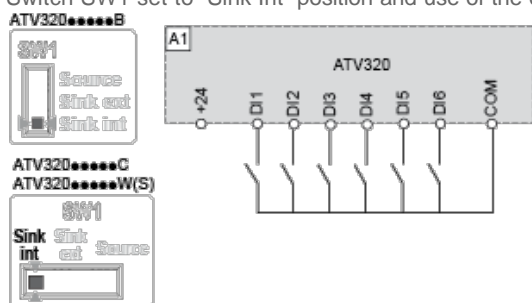 Switch SW1 set to "Sink Int" position and use of the
ATV320●●●●●B
SW1
Source
Sink ext
Sink int
A1
ATV320
+24
DI1
DI2
DI3
DI4
DI5
DI6
COM
ATV320●●●●●C
ATV320●●●●●W(S)
SW1
Sink int
Sink ext
Source